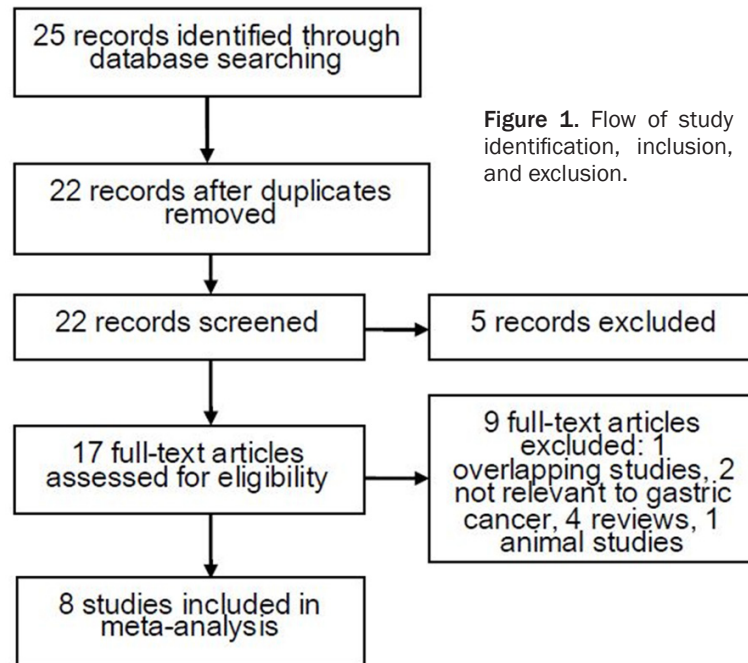 25 records identified through
database searching
Figure 1. Flow of study
identification, inclusion,
and exclusion.
22 records after duplicates
removed
22 records screened
5 records excluded
17 full-text articles
assessed for eligibility
9 full-text articles
excluded: 1
overlapping studies, 2
not relevant to gastric
cancer, 4 reviews, 1
animal studies
8 studies included in
meta-analysis